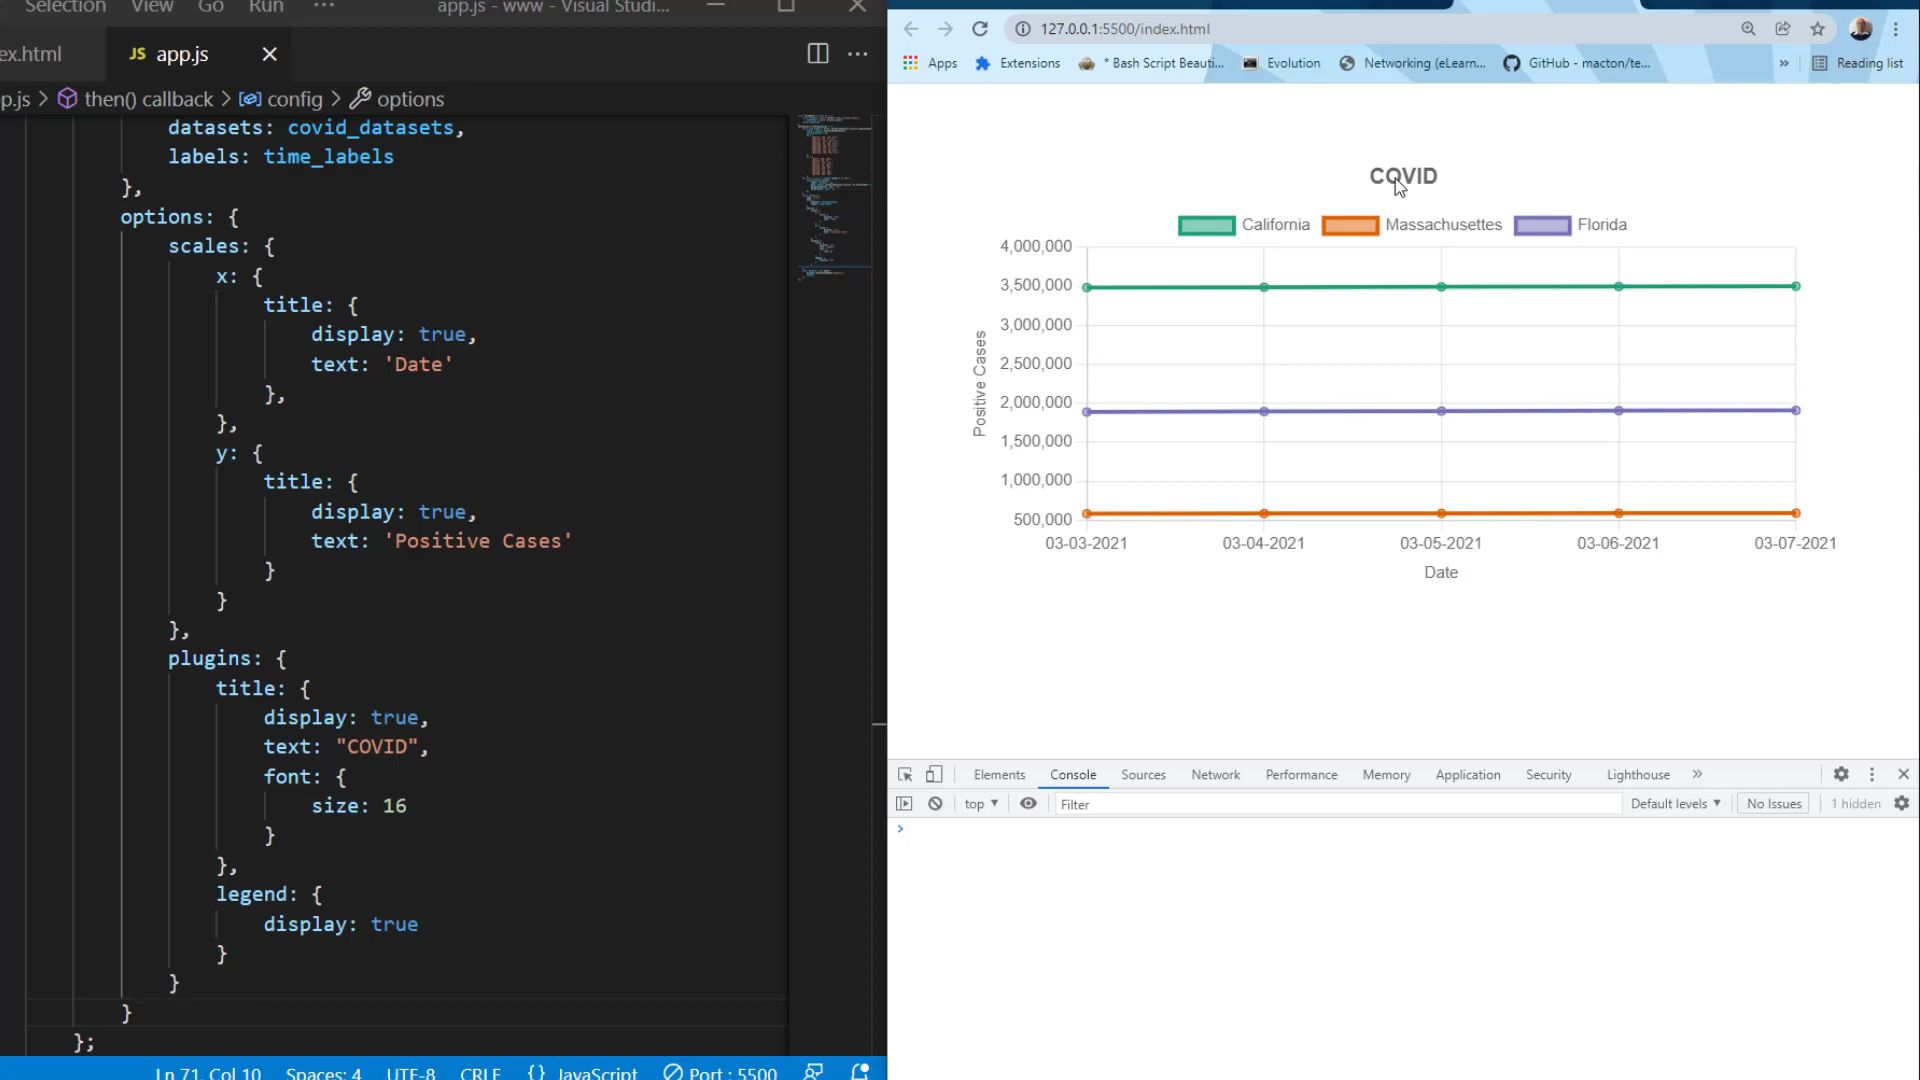 Selection View Go Run ··· app.js - www - Visual Studi...
ex.html JS app.js
p.js > then() callback > config > options
datasets: covid_datasets,
labels: time_labels
},
options: {
scales: {
x: {
title: {
display: true,
text: 'Date'
},
},
y: {
title: {
display: true,
text: 'Positive Cases'
}
}
},
plugins: {
title: {
display: true,
text: "COVID",
font: {
size: 16
}
},
legend: {
display: true
}
}
}
};
Ln 71, Col 10 Spaces: 4 UTF-8 CRLF {} JavaScript Port : 5500
127.0.0.1:5500/index.html
Apps Extensions * Bash Script Beauti... Evolution Networking (eLearn... GitHub - macton/te... » Reading list
COVID
California Massachusettes Florida
4,000,000
3,500,000
3,000,000
2,500,000
2,000,000
1,500,000
1,000,000
500,000
Positive Cases
03-03-2021 03-04-2021 03-05-2021 03-06-2021 03-07-2021
Date
Elements Console Sources Network Performance Memory Application Security Lighthouse »
top Filter Default levels No Issues 1 hidden
>